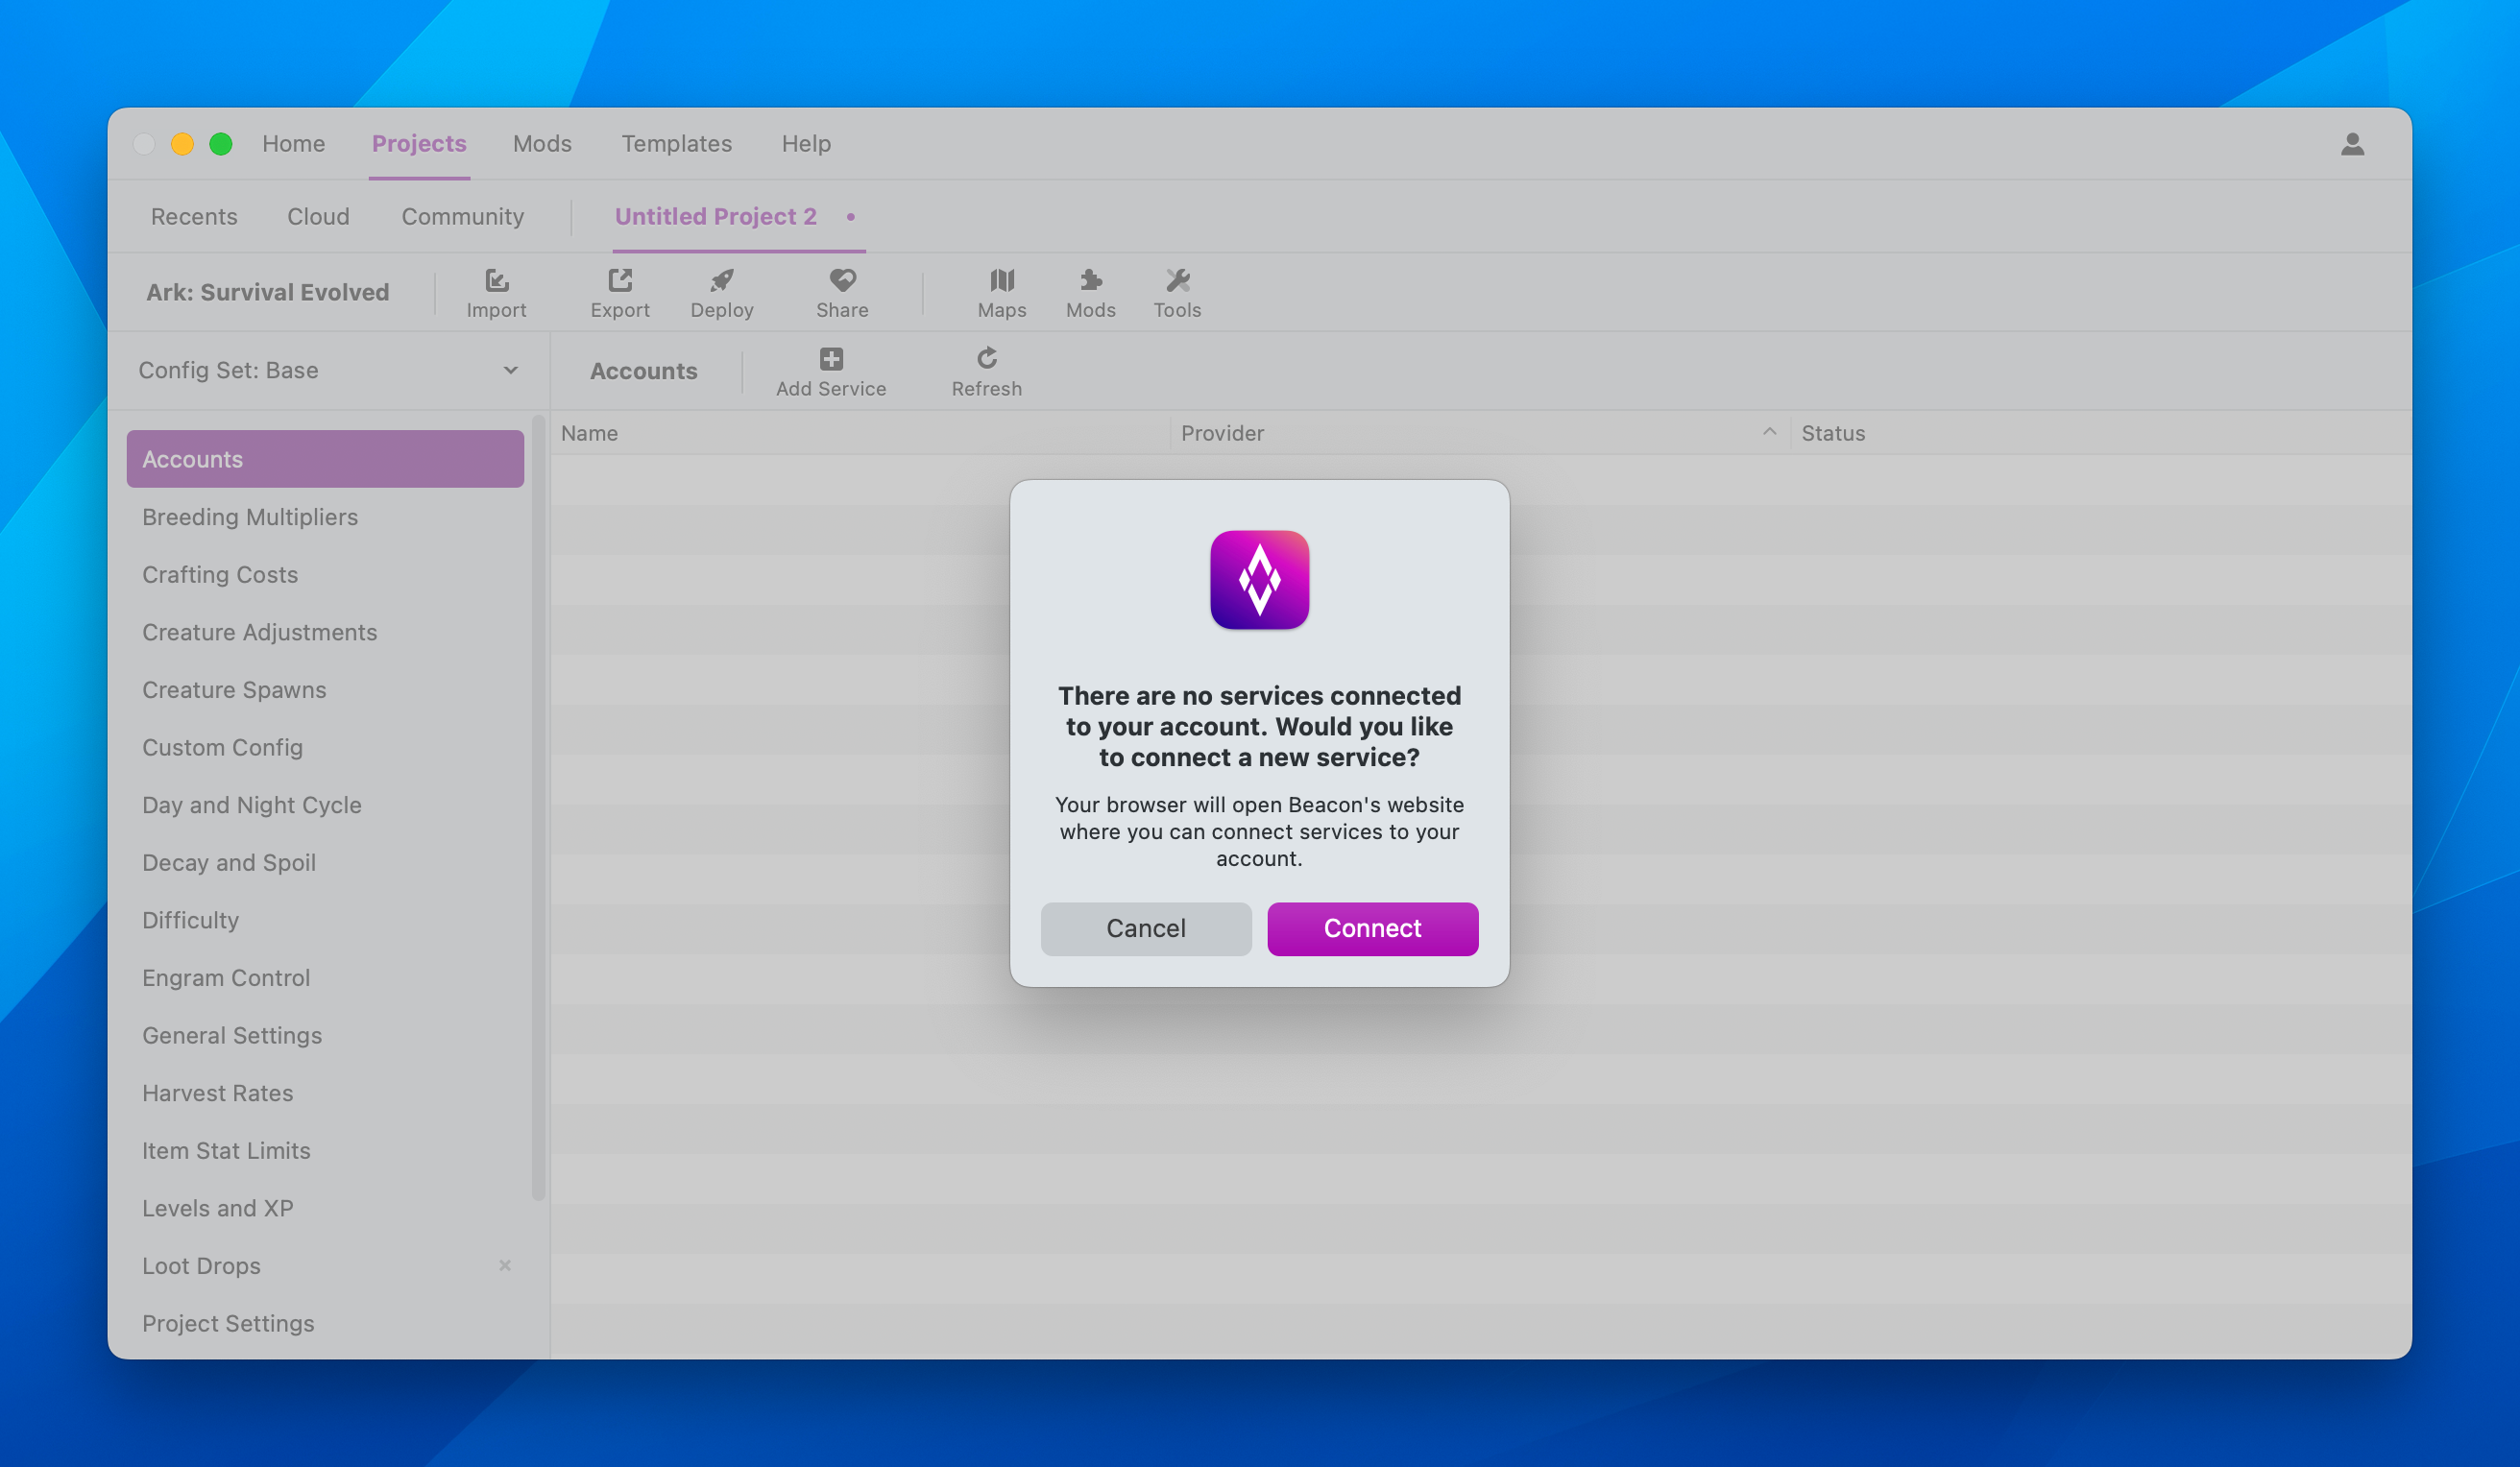 Home Projects Mods Templates Help
Recents Cloud Community Untitled Project 2
Ark: Survival Evolved Import Export Deploy Share Maps Mods Tools
Config Set: Base
Accounts Add Service Refresh
Name Provider Status
Accounts
Breeding Multipliers
Crafting Costs
Creature Adjustments
Creature Spawns
Custom Config
Day and Night Cycle
Decay and Spoil
Difficulty
Engram Control
General Settings
Harvest Rates
Item Stat Limits
Levels and XP
Loot Drops
Project Settings
There are no services connected
to your account. Would you like
to connect a new service?
Your browser will open Beacon's website
where you can connect services to your
account.
Cancel Connect